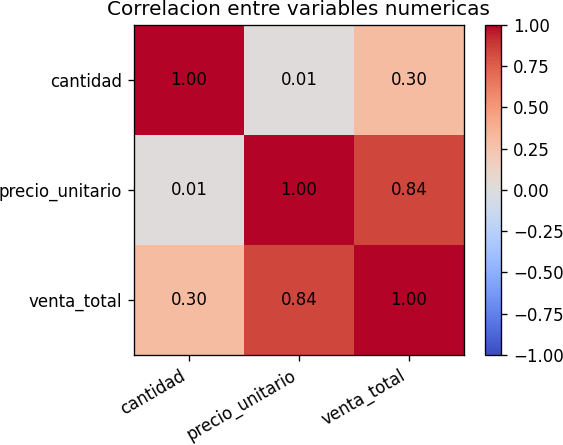 Correlacion entre variables numericas
cantidad 1.00 0.01 0.30
precio_unitario 0.01 1.00 0.84
venta_total 0.30 0.84 1.00
cantidad precio_unitario venta_total
1.00
0.75
0.50
0.25
0.00
−0.25
−0.50
−0.75
−1.00